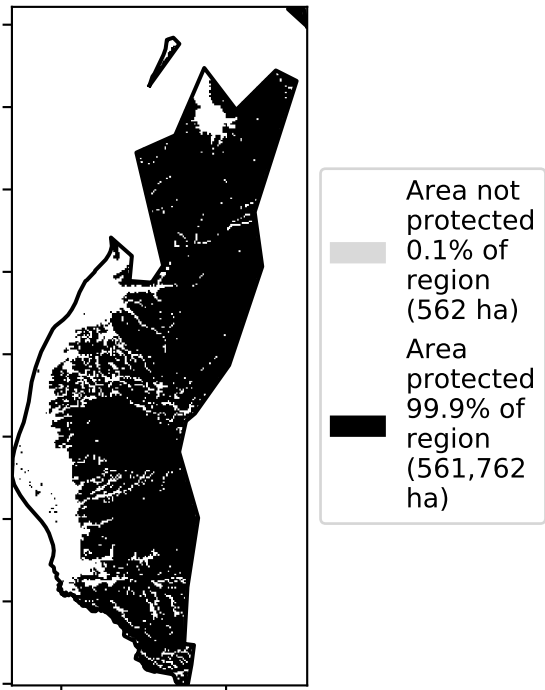 Area not
protected
0.1% of
region
(562 ha)
Area
protected
99.9% of
region
(561,762
ha)